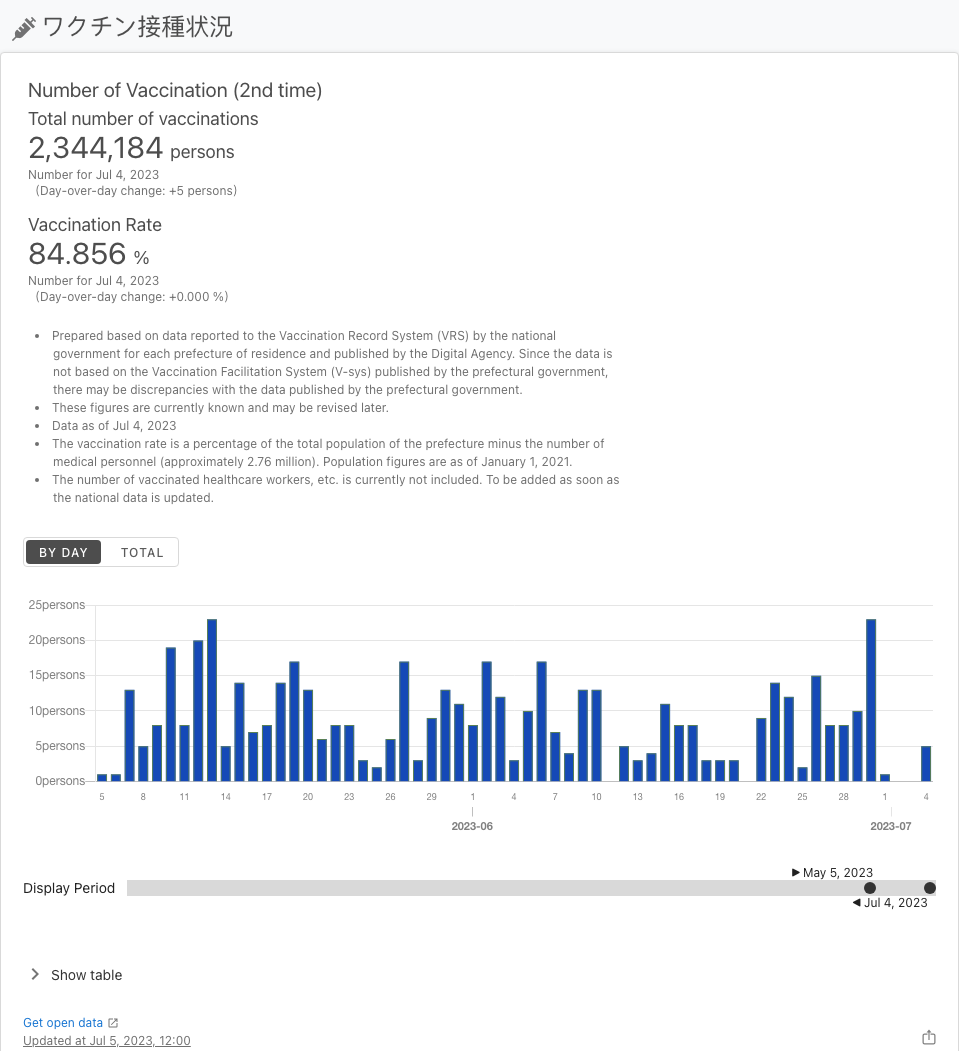 ワクチン接種状況
Number of Vaccination (2nd time)
Total number of vaccinations
2,344,184 persons
Number for Jul 4, 2023
(Day-over-day change: +5 persons)
Vaccination Rate
84.856 %
Number for Jul 4, 2023
(Day-over-day change: +0.000 %)
• Prepared based on data reported to the Vaccination Record System (VRS) by the national
government for each prefecture of residence and published by the Digital Agency. Since the data is
not based on the Vaccination Facilitation System (V-sys) published by the prefectural government,
there may be discrepancies with the data published by the prefectural government.
• These figures are currently known and may be revised later.
• Data as of Jul 4, 2023
• The vaccination rate is a percentage of the total population of the prefecture minus the number of
medical personnel (approximately 2.76 million). Population figures are as of January 1, 2021.
• The number of vaccinated healthcare workers, etc. is currently not included. To be added as soon as
the national data is updated.
BY DAY TOTAL
25persons
20persons
15persons
10persons
5persons
0persons
5 8 11 14 17 20 23 26 29 1 4 7 10 13 16 19 22 25 28 1 4
2023-06 2023-07
▶ May 5, 2023
Display Period
◀ Jul 4, 2023
Show table
Get open data
Updated at Jul 5, 2023, 12:00